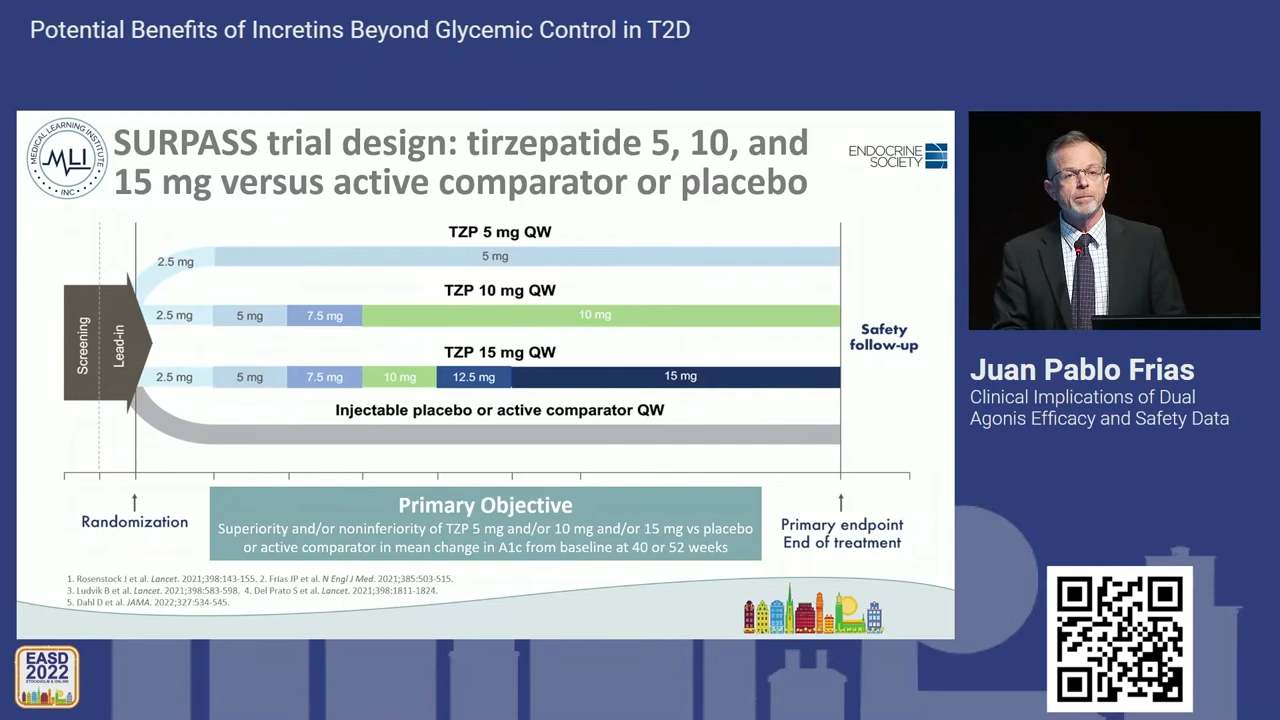 Potential Benefits of Incretins Beyond Glycemic Control in T2D
MEDICAL LEARNING INSTITUTE
MLI
INC
SURPASS trial design: tirzepatide 5, 10, and
15 mg versus active comparator or placebo
ENDOCRINE
SOCIETY
TZP 5 mg QW
2.5 mg
5 mg
TZP 10 mg QW
2.5 mg
5 mg
7.5 mg
10 mg
TZP 15 mg QW
2.5 mg
5 mg
7.5 mg
10 mg
12.5 mg
15 mg
Injectable placebo or active comparator QW
Screening
Lead-in
Safety
follow-up
Randomization
Primary Objective
Superiority and/or noninferiority of TZP 5 mg and/or 10 mg and/or 15 mg vs placebo
or active comparator in mean change in A1c from baseline at 40 or 52 weeks
Primary endpoint
End of treatment
1. Rosenstock J et al. Lancet. 2021;398:143-155. 2. Frías JP et al. N Engl J Med. 2021;385:503-515.
3. Ludvik B et al. Lancet. 2021;398:583-598. 4. Del Prato S et al. Lancet. 2021;398:1811-1824.
5. Dahl D et al. JAMA. 2022;327:534-545.
Juan Pablo Frias
Clinical Implications of Dual
Agonis Efficacy and Safety Data
EASD
2022
STOCKHOLM & ONLINE